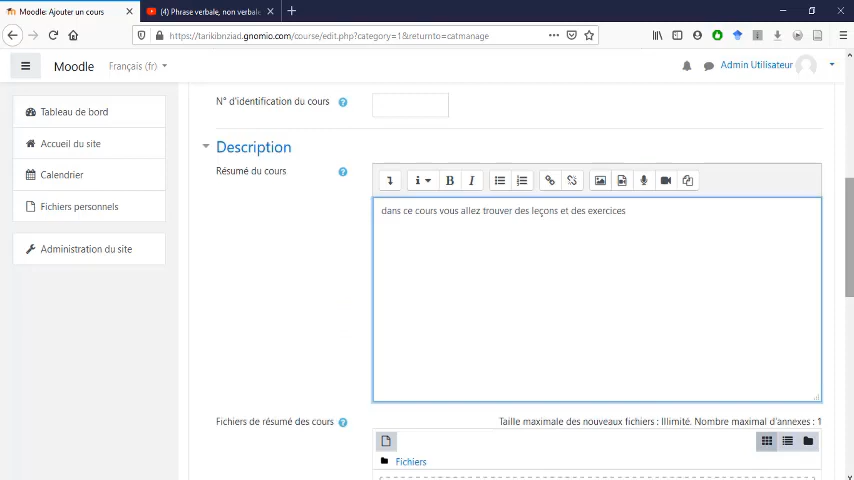 Moodle: Ajouter un cours
(4) Phrase verbale, non verbale
https://tarikibnziad.gnomio.com/course/edit.php?category=1&returnto=catmanage
Moodle
Français (fr)
Admin Utilisateur
Tableau de bord
Accueil du site
Calendrier
Fichiers personnels
Administration du site
N° d'identification du cours
Description
Résumé du cours
i
B
I
dans ce cours vous allez trouver des leçons et des exercices
Fichiers de résumé des cours
Taille maximale des nouveaux fichiers : Illimité. Nombre maximal d'annexes : 1
Fichiers